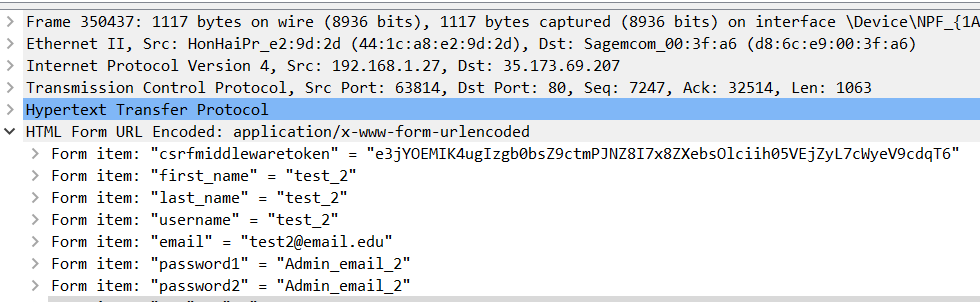 Frame 350437: 1117 bytes on wire (8936 bits), 1117 bytes captured (8936 bits) on interface \Device\NPF_{1A
Ethernet II, Src: HonHaiPr_e2:9d:2d (44:1c:a8:e2:9d:2d), Dst: Sagemcom_00:3f:a6 (d8:6c:e9:00:3f:a6)
Internet Protocol Version 4, Src: 192.168.1.27, Dst: 35.173.69.207
Transmission Control Protocol, Src Port: 63814, Dst Port: 80, Seq: 7247, Ack: 32514, Len: 1063
Hypertext Transfer Protocol
HTML Form URL Encoded: application/x-www-form-urlencoded
Form item: "csrfmiddlewaretoken" = "e3jYOEMIK4ugIzgb0bsZ9ctmPJNZ8I7x8ZXebsOlciih05VEjZyL7cWyeV9cdqT6"
Form item: "first_name" = "test_2"
Form item: "last_name" = "test_2"
Form item: "username" = "test_2"
Form item: "email" = "test2@email.edu"
Form item: "password1" = "Admin_email_2"
Form item: "password2" = "Admin_email_2"